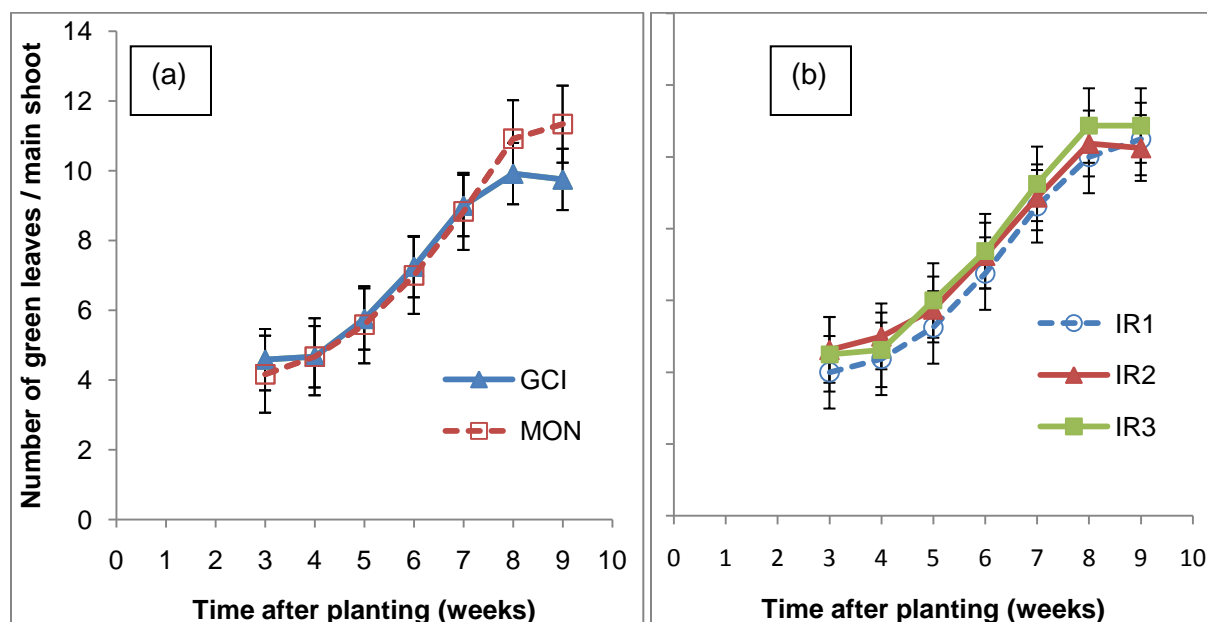 (a)
Number of green leaves / main shoot
14
12
10
8
6
4
2
0
GCI
MON
0 1 2 3 4 5 6 7 8 9 10
Time after planting (weeks)
(b)
IR1
IR2
IR3
0 1 2 3 4 5 6 7 8 9 10
Time after planting (weeks)